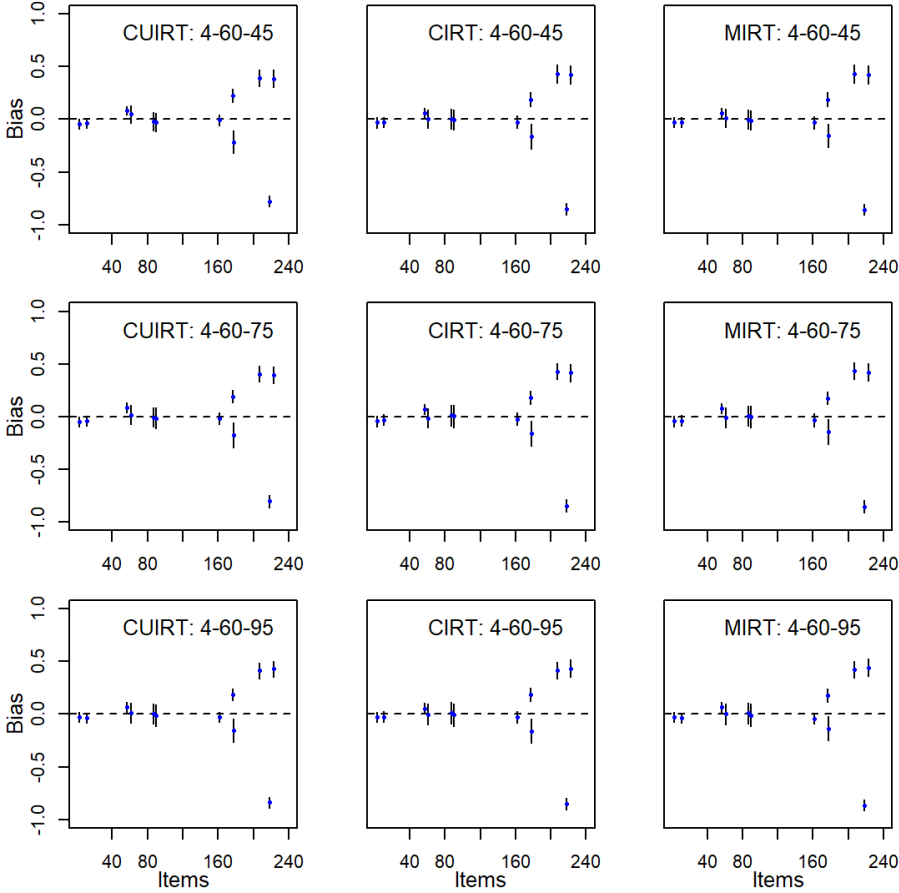 CUIRT: 4-60-45
CIRT: 4-60-45
MIRT: 4-60-45
Bias
1.0
0.5
0.0
-0.5
-1.0
40 80 160 240
40 80 160 240
40 80 160 240
CUIRT: 4-60-75
CIRT: 4-60-75
MIRT: 4-60-75
Bias
1.0
0.5
0.0
-0.5
-1.0
40 80 160 240
40 80 160 240
40 80 160 240
CUIRT: 4-60-95
CIRT: 4-60-95
MIRT: 4-60-95
Bias
1.0
0.5
0.0
-0.5
-1.0
40 80 160 240
40 80 160 240
40 80 160 240
Items
Items
Items